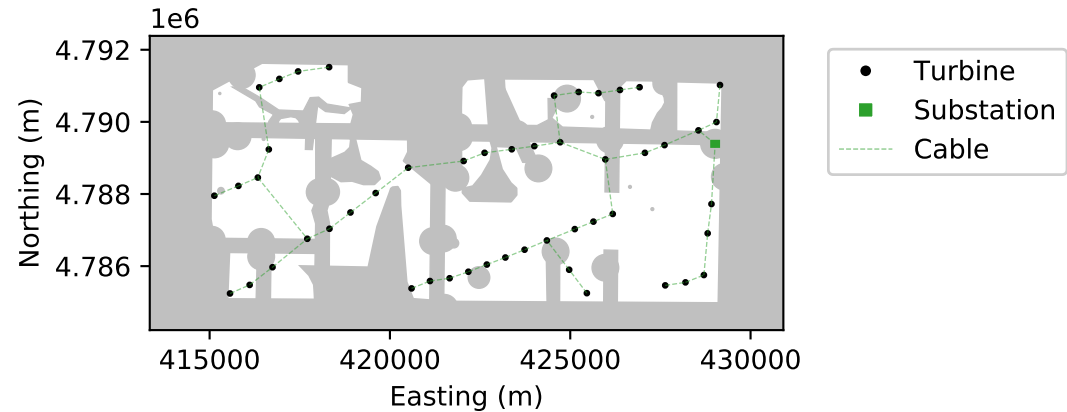 1e6
4.792
4.790
4.788
4.786
Northing (m)
415000
420000
425000
430000
Easting (m)
Turbine
Substation
Cable